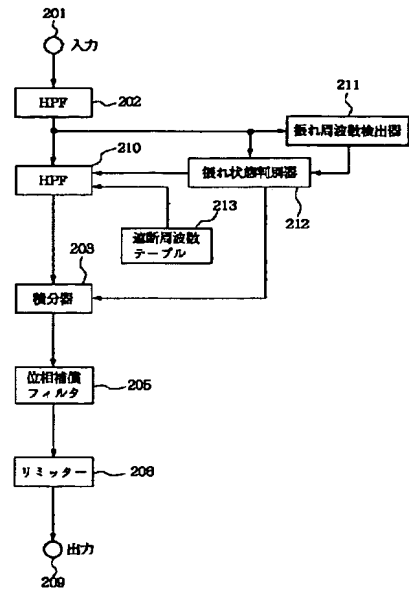 201
入力
HPF
202
211
振れ周波数検出器
210
HPF
振れ状態判別器
212
213
遮断周波数
テーブル
203
積分器
位相補償
フィルタ
205
リミッター
208
出力
209